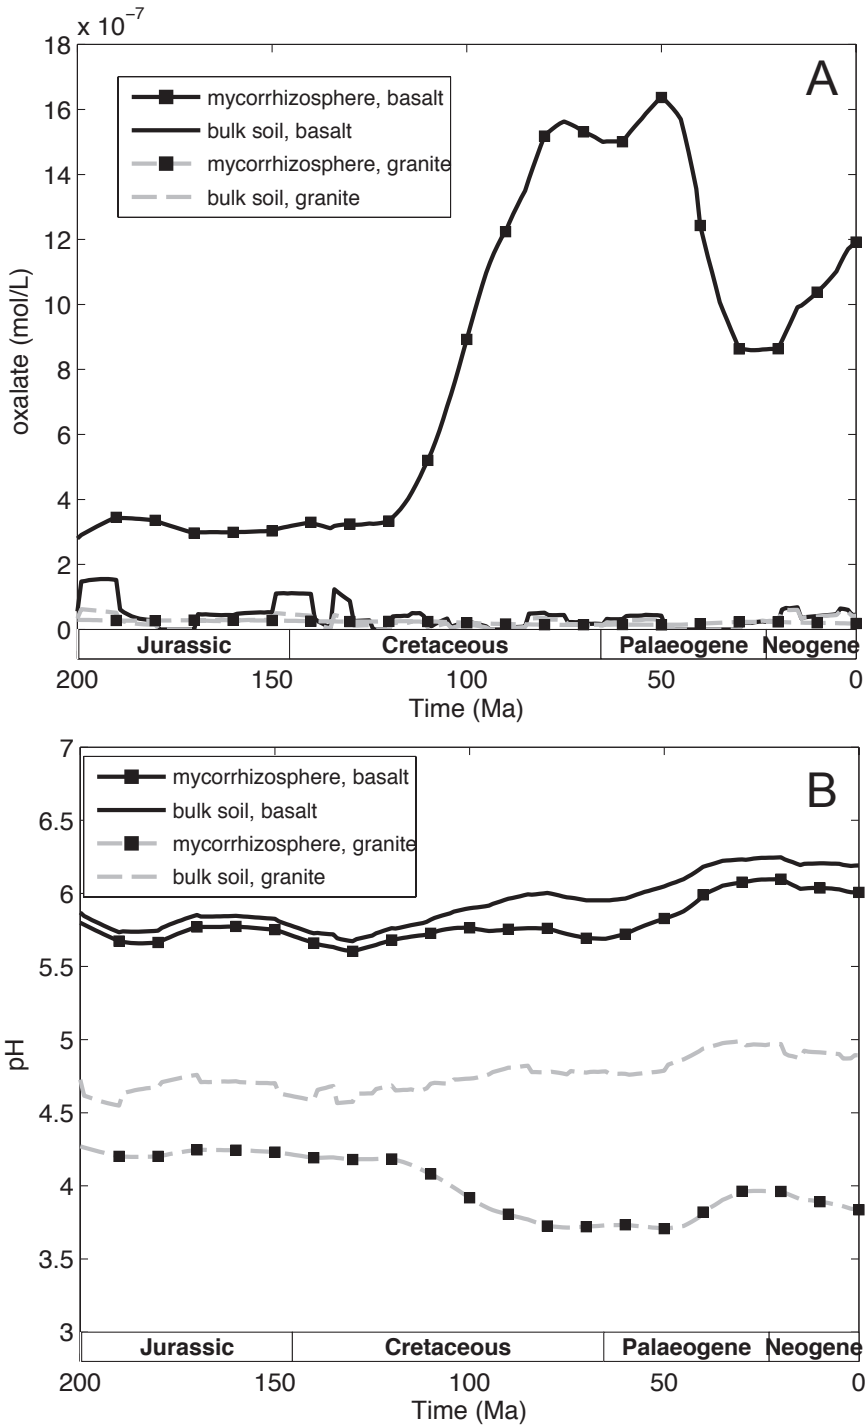 x 10⁻⁷
18
16
14
12
10
8
6
4
2
0
oxalate (mol/L)
A
mycorrhizosphere, basalt
bulk soil, basalt
mycorrhizosphere, granite
bulk soil, granite
Jurassic Cretaceous Palaeogene Neogene
200 150 100 50 0
Time (Ma)
7
6.5
6
5.5
5
4.5
4
3.5
3
pH
B
mycorrhizosphere, basalt
bulk soil, basalt
mycorrhizosphere, granite
bulk soil, granite
Jurassic Cretaceous Palaeogene Neogene
200 150 100 50 0
Time (Ma)